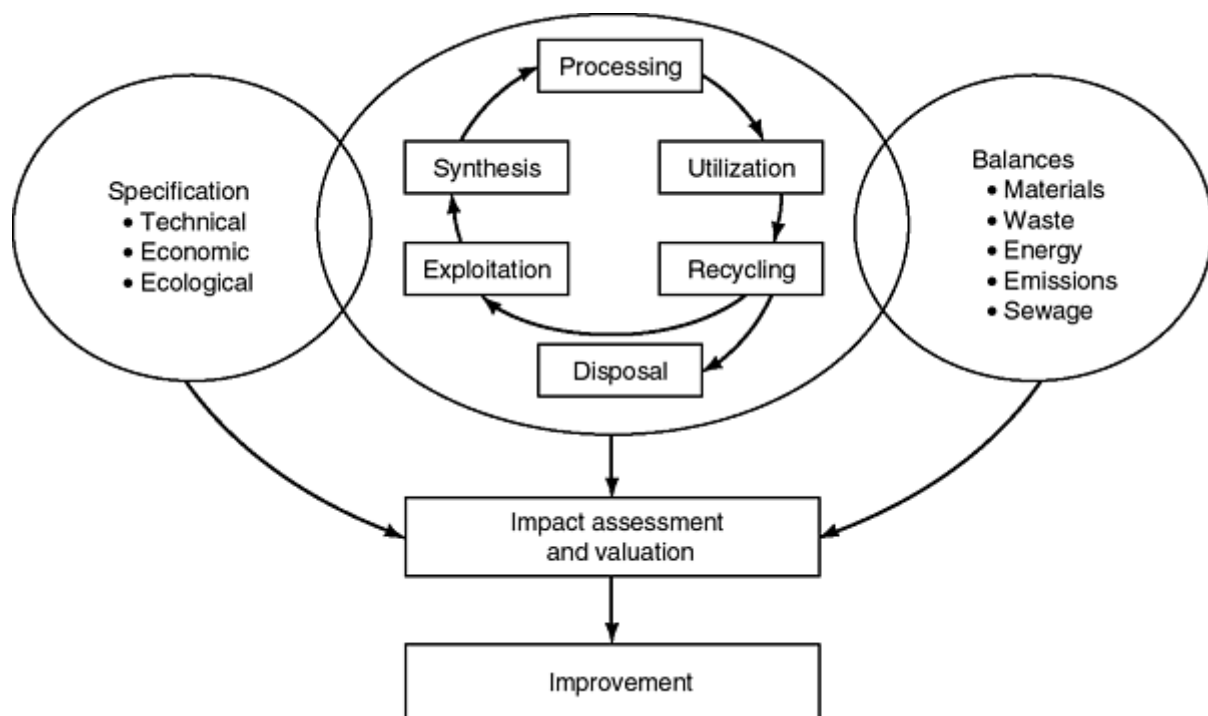 Processing
Synthesis
Utilization
Exploitation
Recycling
Disposal
Specification
• Technical
• Economic
• Ecological
Balances
• Materials
• Waste
• Energy
• Emissions
• Sewage
Impact assessment
and valuation
Improvement